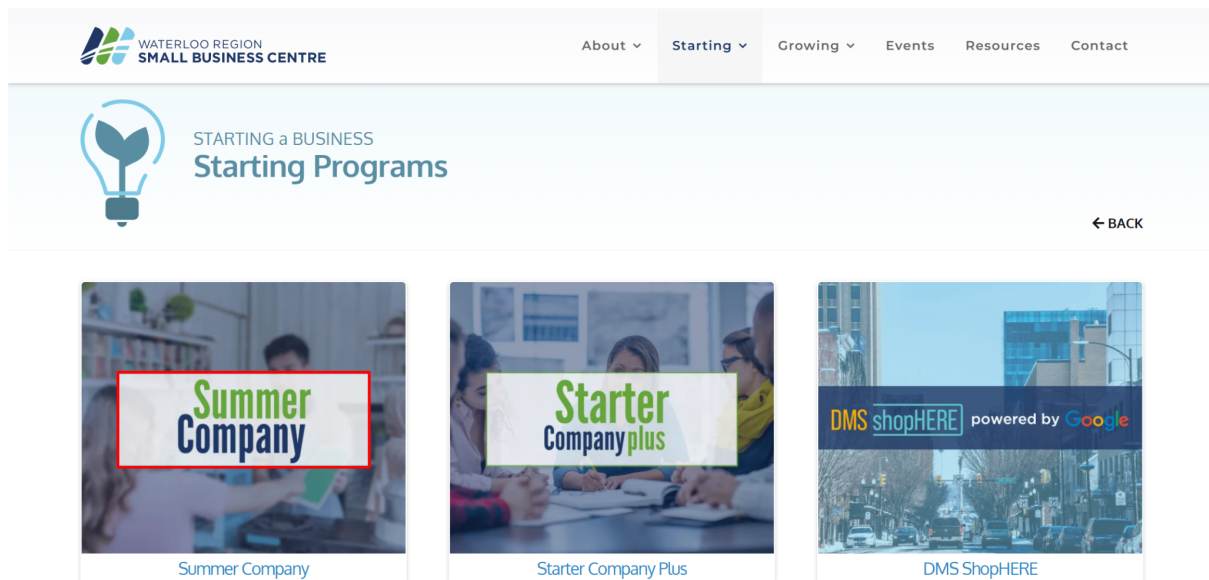 WATERLOO REGION
SMALL BUSINESS CENTRE
About Starting Growing Events Resources Contact
STARTING a BUSINESS
Starting Programs
← BACK
Summer
Company
Starter
Company plus
DMS shopHERE powered by Google
Summer Company
Starter Company Plus
DMS ShopHERE